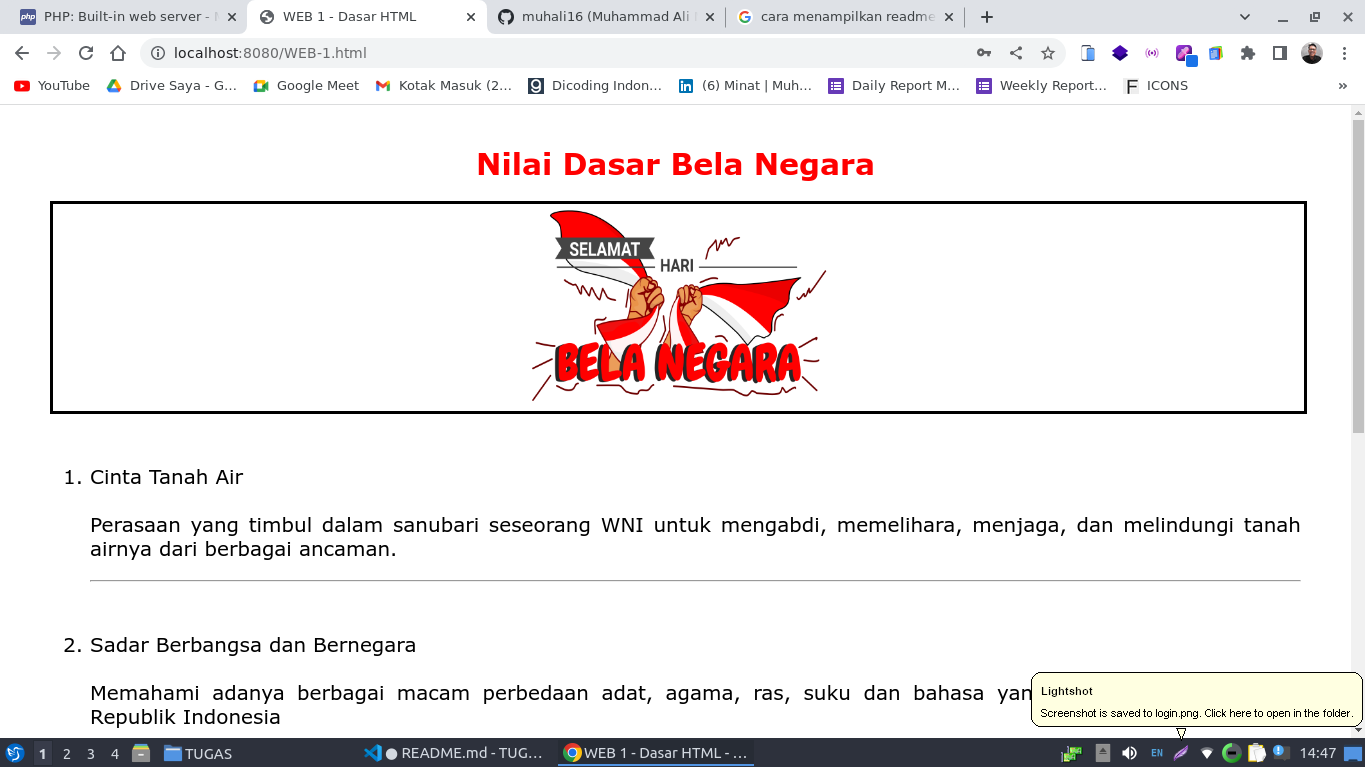 php PHP: Built-in web server - M
WEB 1 - Dasar HTML
muhali16 (Muhammad Ali
cara menampilkan readme
localhost:8080/WEB-1.html
YouTube
Drive Saya - G...
Google Meet
Kotak Masuk (2...
Dicoding Indon...
(6) Minat | Muh...
Daily Report M...
Weekly Report...
ICONS
»
Nilai Dasar Bela Negara
SELAMAT
HARI
BELA NEGARA
1. Cinta Tanah Air
Perasaan yang timbul dalam sanubari seseorang WNI untuk mengabdi, memelihara, menjaga, dan melindungi tanah
airnya dari berbagai ancaman.
2. Sadar Berbangsa dan Bernegara
Memahami adanya berbagai macam perbedaan adat, agama, ras, suku dan bahasa
Republik Indonesia
Lightshot
Screenshot is saved to login.png. Click here to open in the folder.
1 2 3 4 TUGAS
● README.md - TUG...
WEB 1 - Dasar HTML - ...
EN
14:47